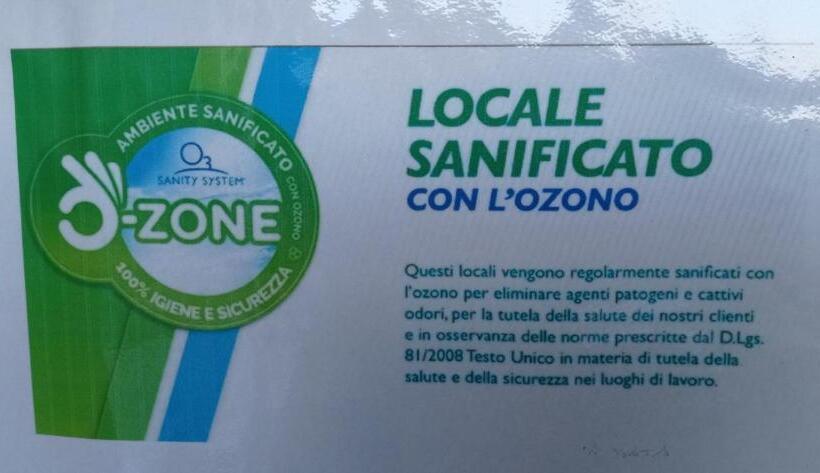 AMBIENTE SANIFICATO CON OZONO
O3
SANITY SYSTEM
-ZONE
100% IGIENE E SICUREZZA
LOCALE
SANIFICATO
CON L'OZONO
Questi locali vengono regolarmente sanificati con
l'ozono per eliminare agenti patogeni e cattivi
odori, per la tutela della salute dei nostri clienti
e in osservanza delle norme prescritte dal D.Lgs.
81/2008 Testo Unico in materia di tutela della
salute e della sicurezza nei luoghi di lavoro.